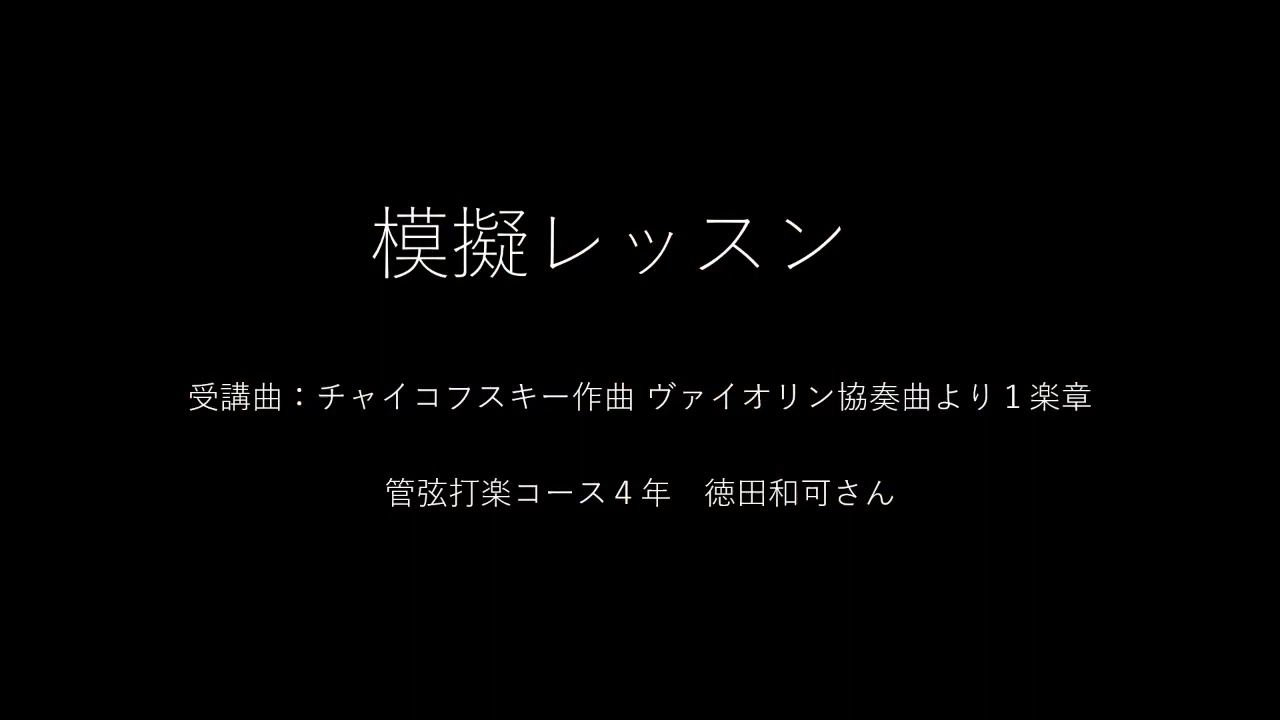 模擬レッスン
受講曲：チャイコフスキー作曲 ヴァイオリン協奏曲より１楽章
管弦打楽コース４年　徳田和可さん